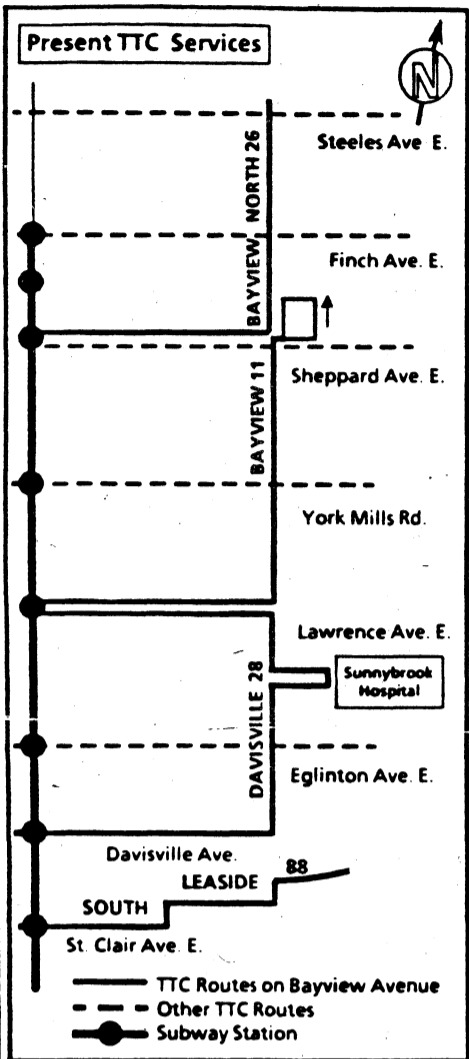 Present TTC Services
N
Steeles Ave. E.
BAYVIEW NORTH 26
Finch Ave. E.
Sheppard Ave. E.
BAYVIEW 11
York Mills Rd.
Lawrence Ave. E.
Sunnybrook
Hospital
DAVISVILLE 28
Eglinton Ave. E.
Davisville Ave.
88
LEASIDE
SOUTH
St. Clair Ave. E.
TTC Routes on Bayview Avenue
Other TTC Routes
Subway Station